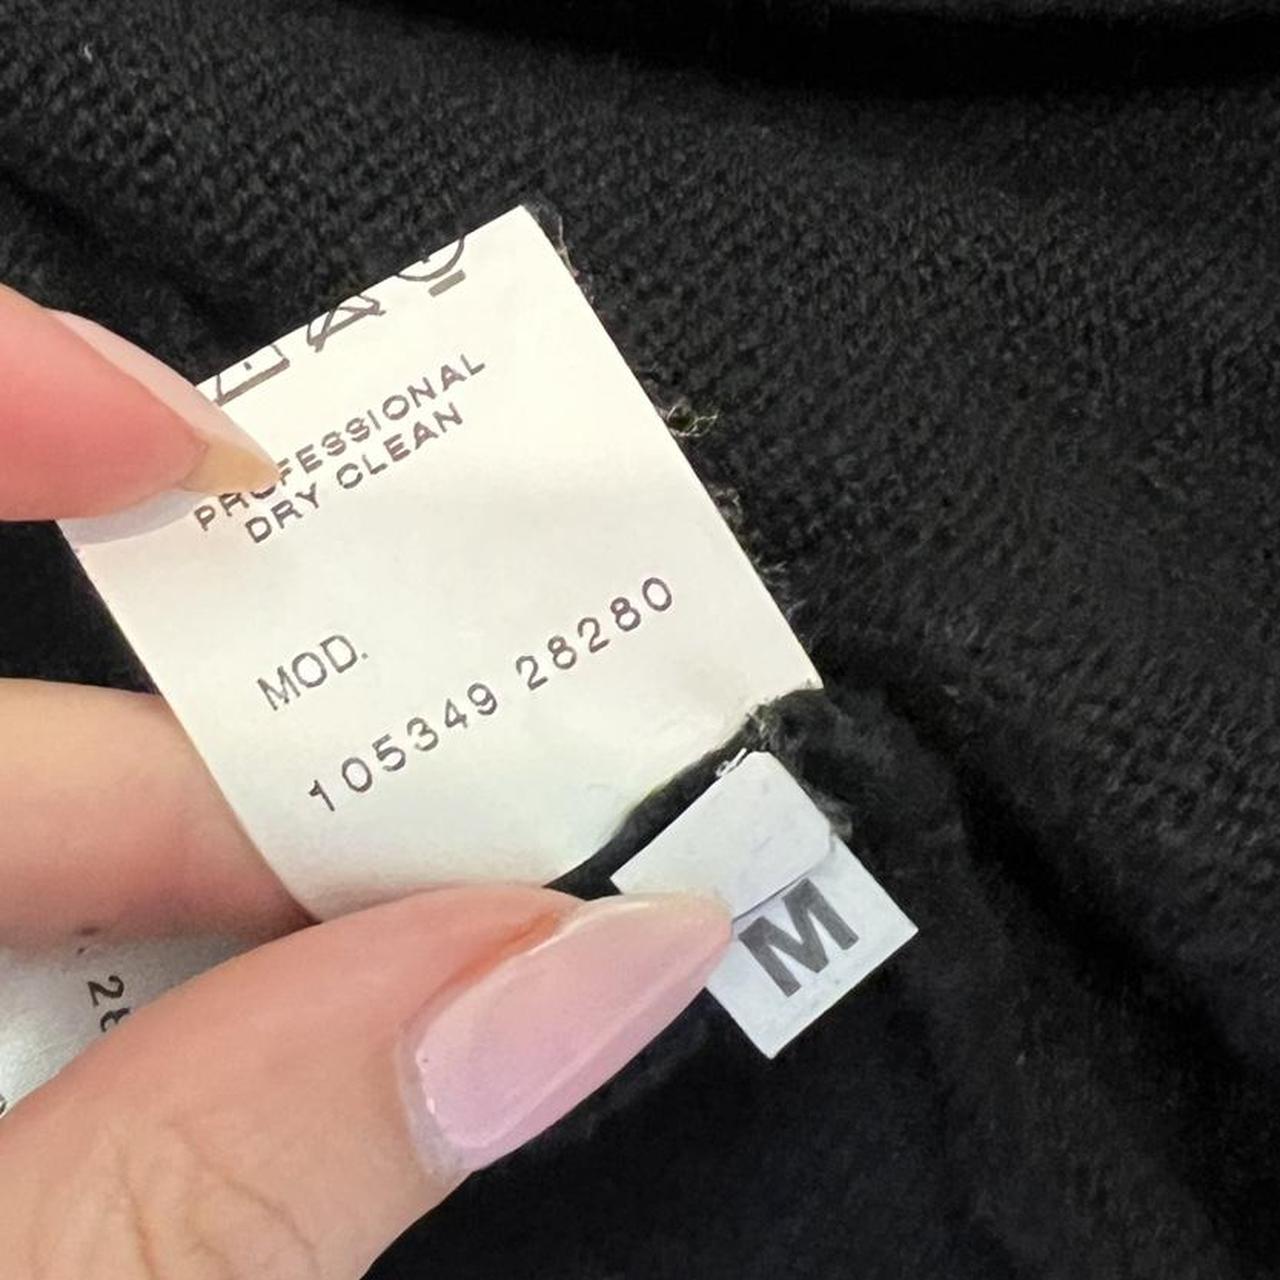 PROFESSIONAL
DRY CLEAN
MOD.
105349 28280
M